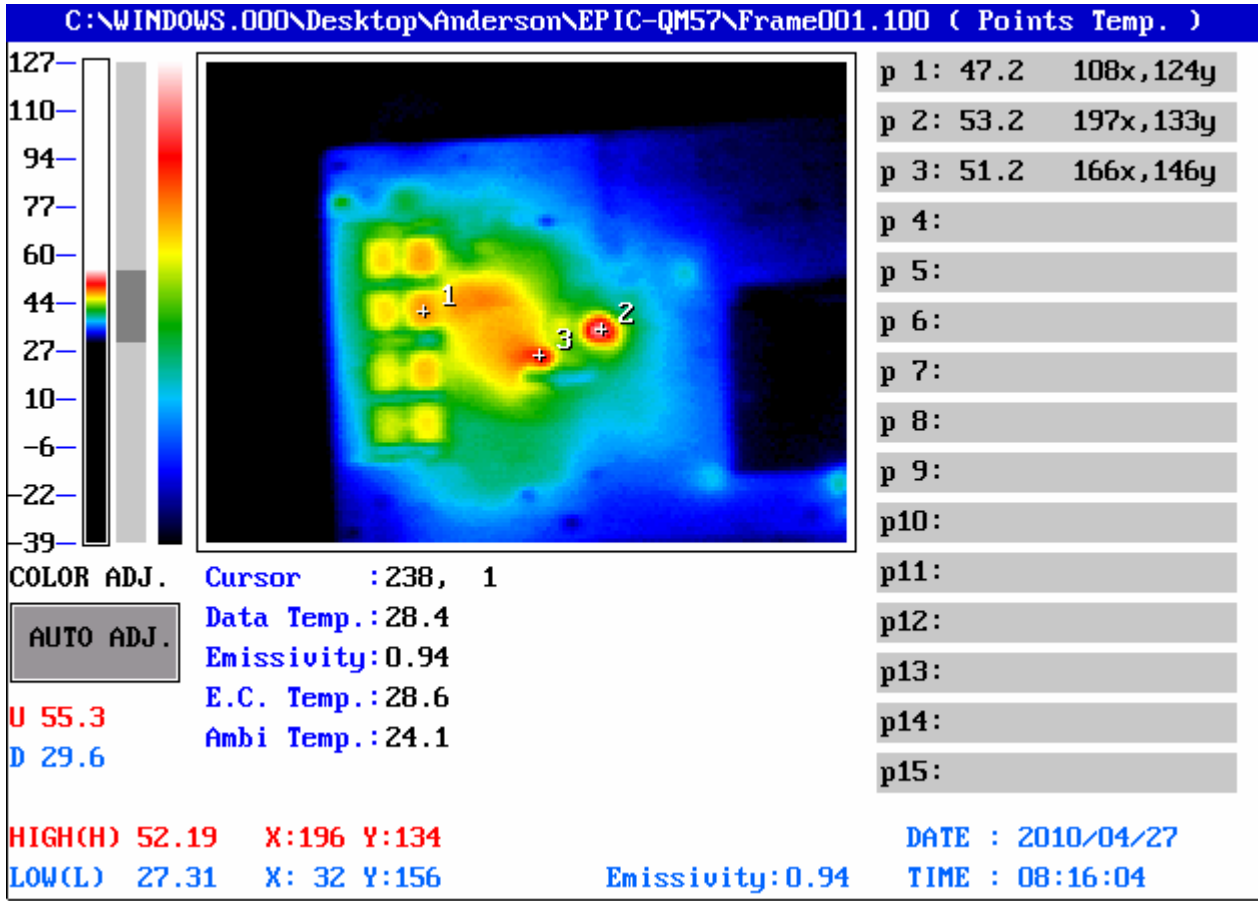 C:\WINDOWS.000\Desktop\Anderson\EPIC-QM57\Frame001.100 ( Points Temp. )
127
110
94
77
60
44
27
10
-6
-22
-39
1
2
3
p 1: 47.2 108x,124y
p 2: 53.2 197x,133y
p 3: 51.2 166x,146y
p 4:
p 5:
p 6:
p 7:
p 8:
p 9:
p10:
p11:
p12:
p13:
p14:
p15:
COLOR ADJ.
AUTO ADJ.
U 55.3
D 29.6
Cursor :238, 1
Data Temp.:28.4
Emissivity:0.94
E.C. Temp.:28.6
Ambi Temp.:24.1
HIGH(H) 52.19 X:196 Y:134
LOW(L) 27.31 X: 32 Y:156
Emissivity:0.94
DATE : 2010/04/27
TIME : 08:16:04